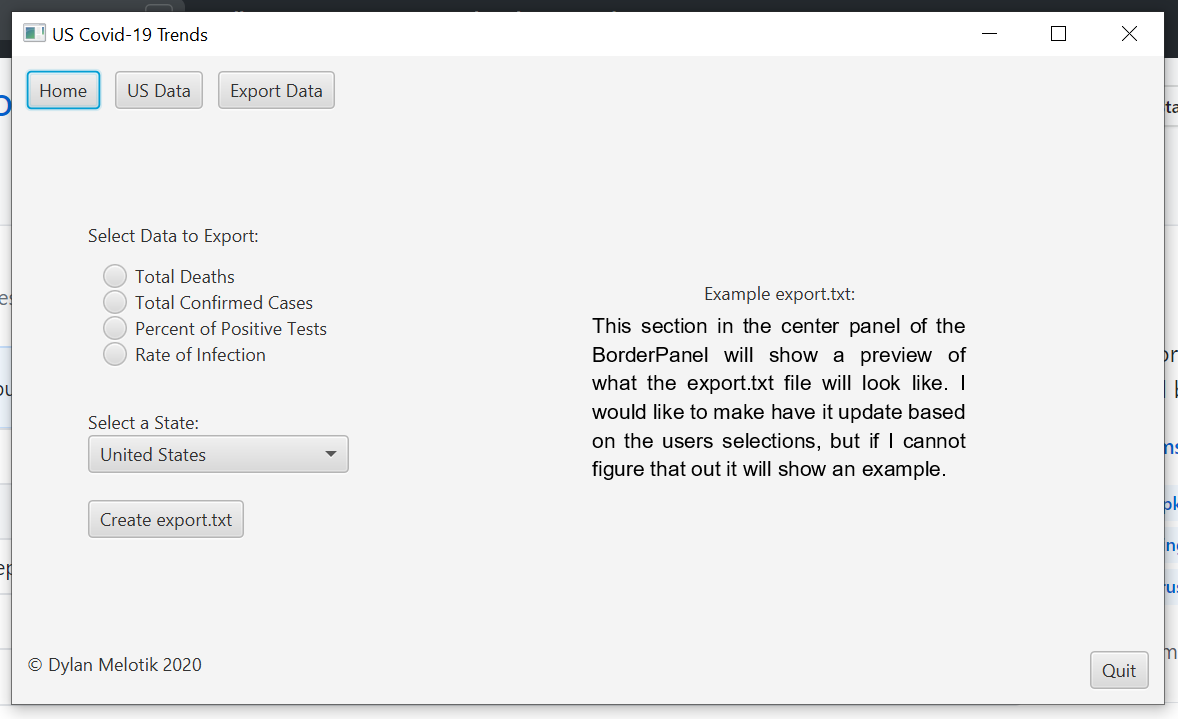 US Covid-19 Trends
Home
US Data
Export Data
Select Data to Export:
Total Deaths
Total Confirmed Cases
Percent of Positive Tests
Rate of Infection
Select a State:
United States
Create export.txt
Example export.txt:
This section in the center panel of the
BorderPanel will show a preview of
what the export.txt file will look like. I
would like to make have it update based
on the users selections, but if I cannot
figure that out it will show an example.
© Dylan Melotik 2020
Quit